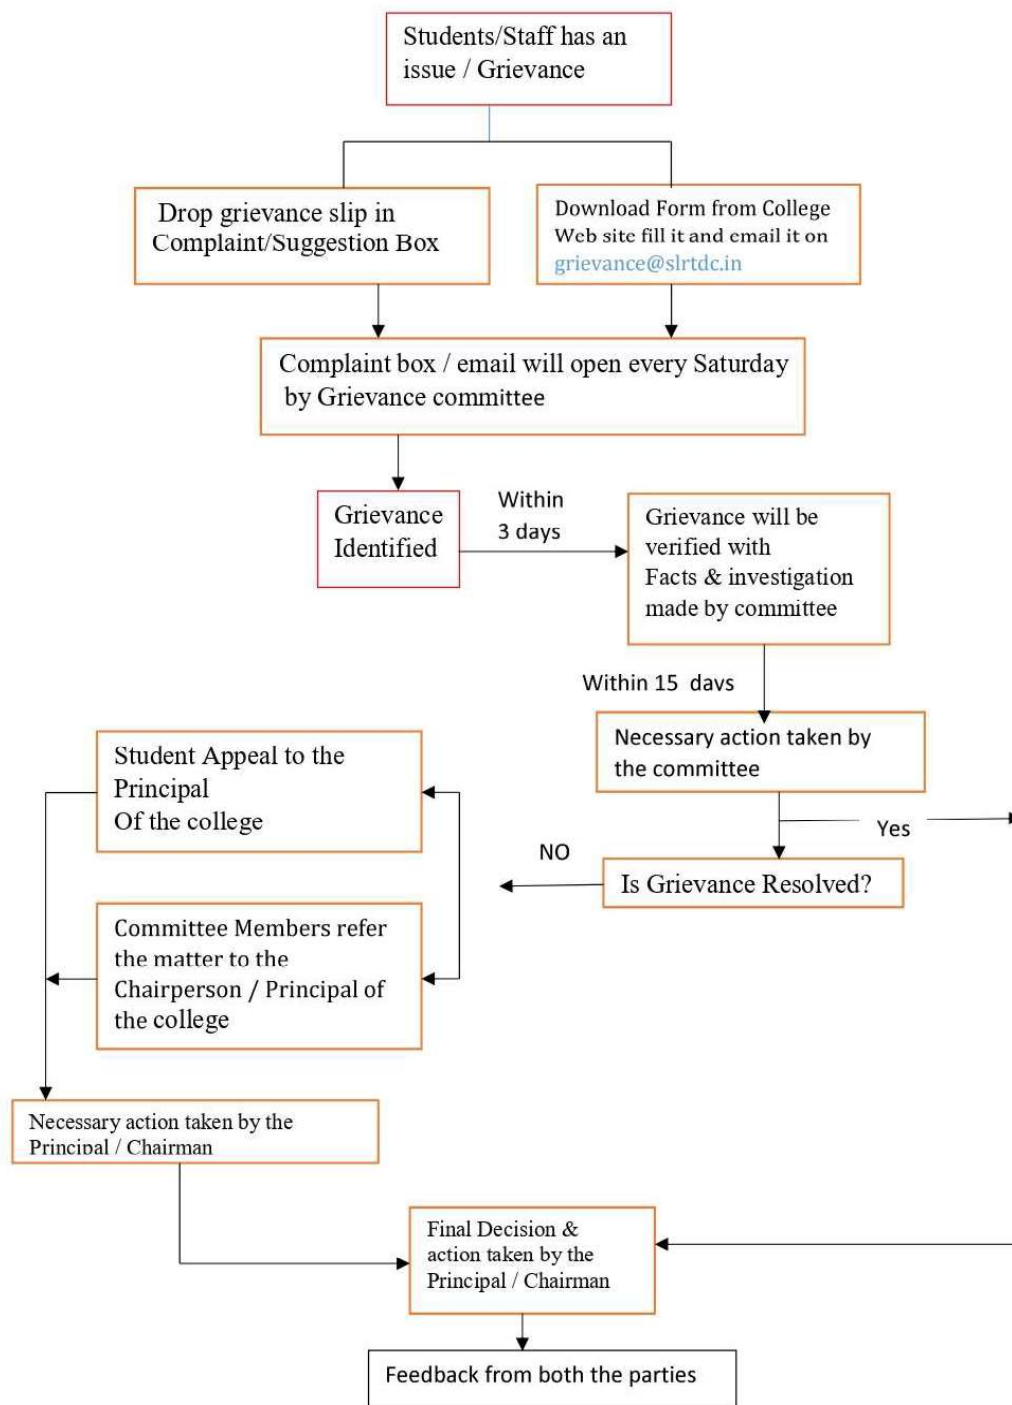 Students/Staff has an
issue / Grievance
Drop grievance slip in
Complaint/Suggestion Box
Download Form from College
Web site fill it and email it on
grievance@slrtdc.in
Complaint box / email will open every Saturday
by Grievance committee
Grievance
Identified
Within
3 days
Grievance will be
verified with
Facts & investigation
made by committee
Within 15 days
Necessary action taken by
the committee
Yes
NO
Is Grievance Resolved?
Student Appeal to the
Principal
Of the college
Committee Members refer
the matter to the
Chairperson / Principal of
the college
Necessary action taken by the
Principal / Chairman
Final Decision &
action taken by the
Principal / Chairman
Feedback from both the parties